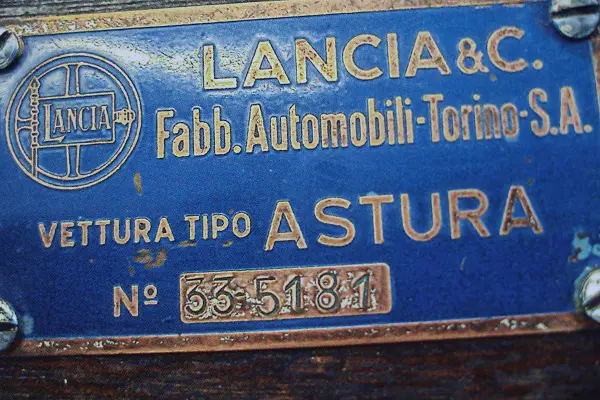 LANCIA & C.
LANCIA
Fabb. Automobili-Torino-S.A.
VETTURA TIPO ASTURA
Nº 33-5181